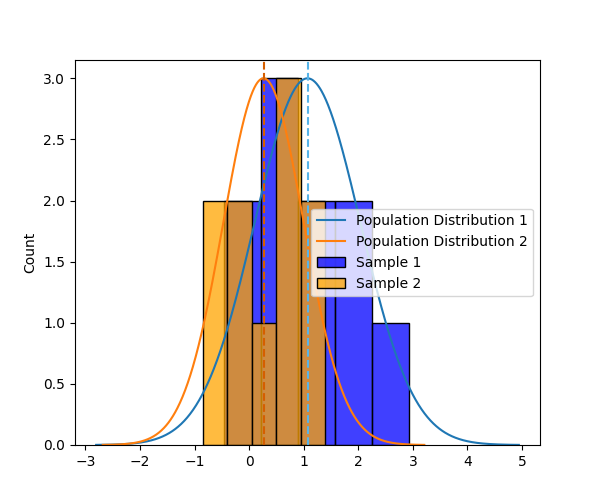 3.0
2.5
2.0
1.5
1.0
0.5
0.0
Count
Population Distribution 1
Population Distribution 2
Sample 1
Sample 2
−3 −2 −1 0 1 2 3 4 5